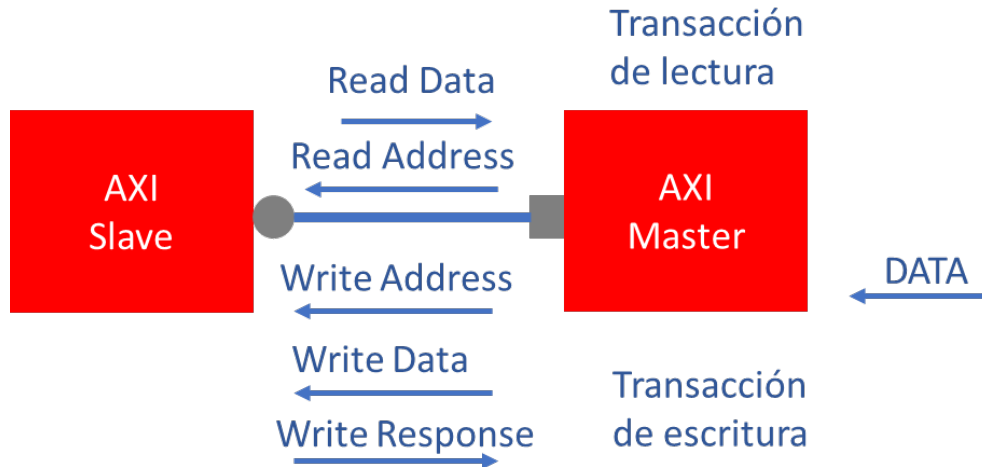 Transacción
de lectura
Read Data
Read Address
AXI
Slave
AXI
Master
Write Address
DATA
Write Data
Write Response
Transacción
de escritura